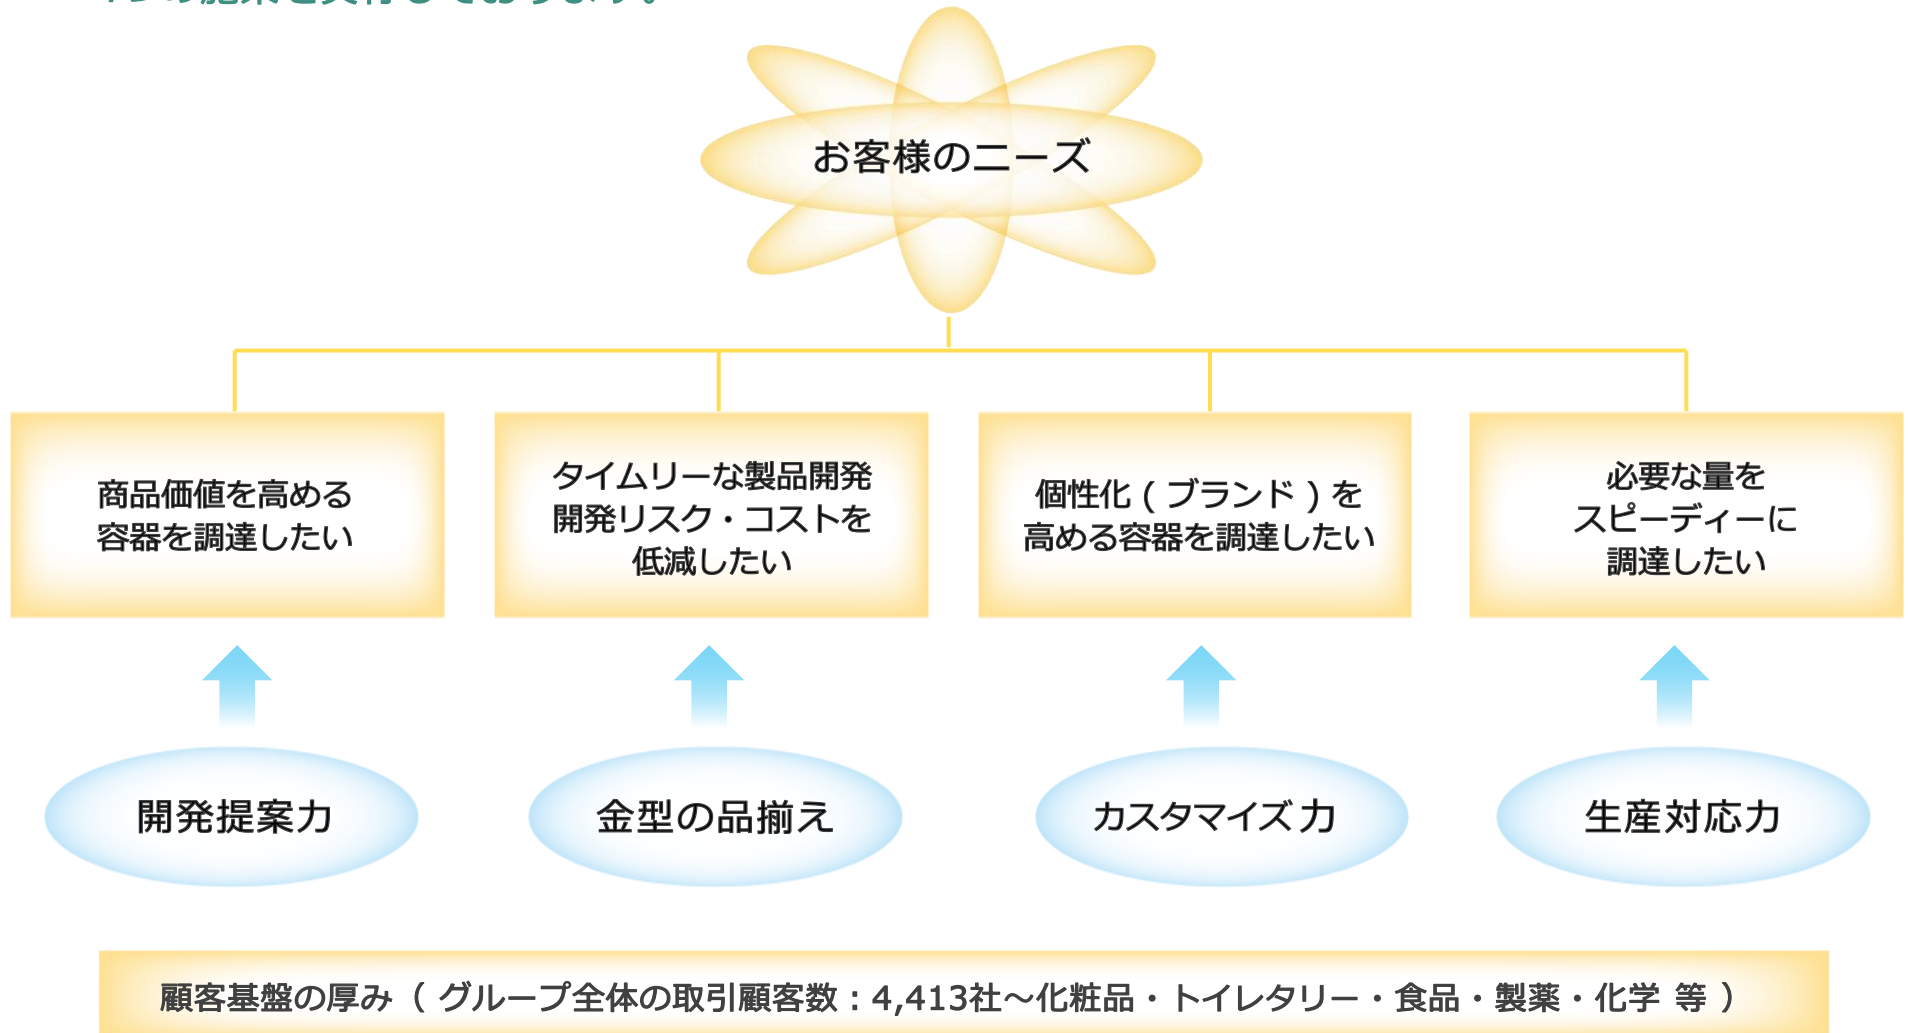 お客様のニーズ
商品価値を高める
容器を調達したい
タイムリーな製品開発
開発リスク・コストを
低減したい
個性化(ブランド)を
高める容器を調達したい
必要な量を
スピーディーに
調達したい
開発提案力
金型の品揃え
カスタマイズ力
生産対応力
顧客基盤の厚み(グループ全体の取引顧客数：4,413社～化粧品・トイレタリー・食品・製薬・化学 等)